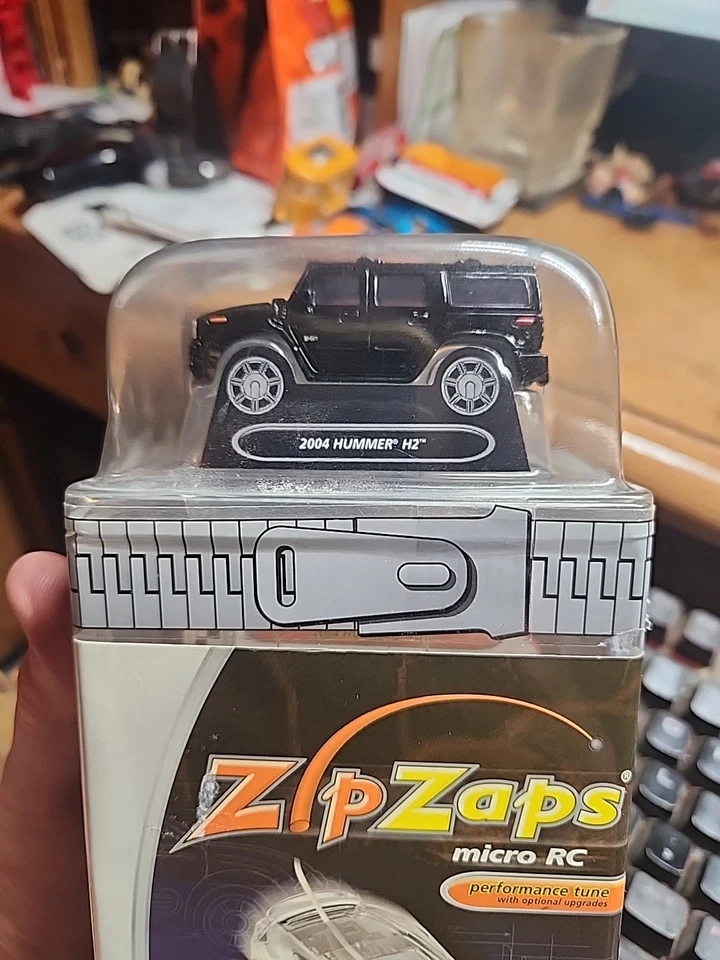 2004 HUMMER® H2™
ZipZaps®
micro RC
performance tune
with optional upgrades